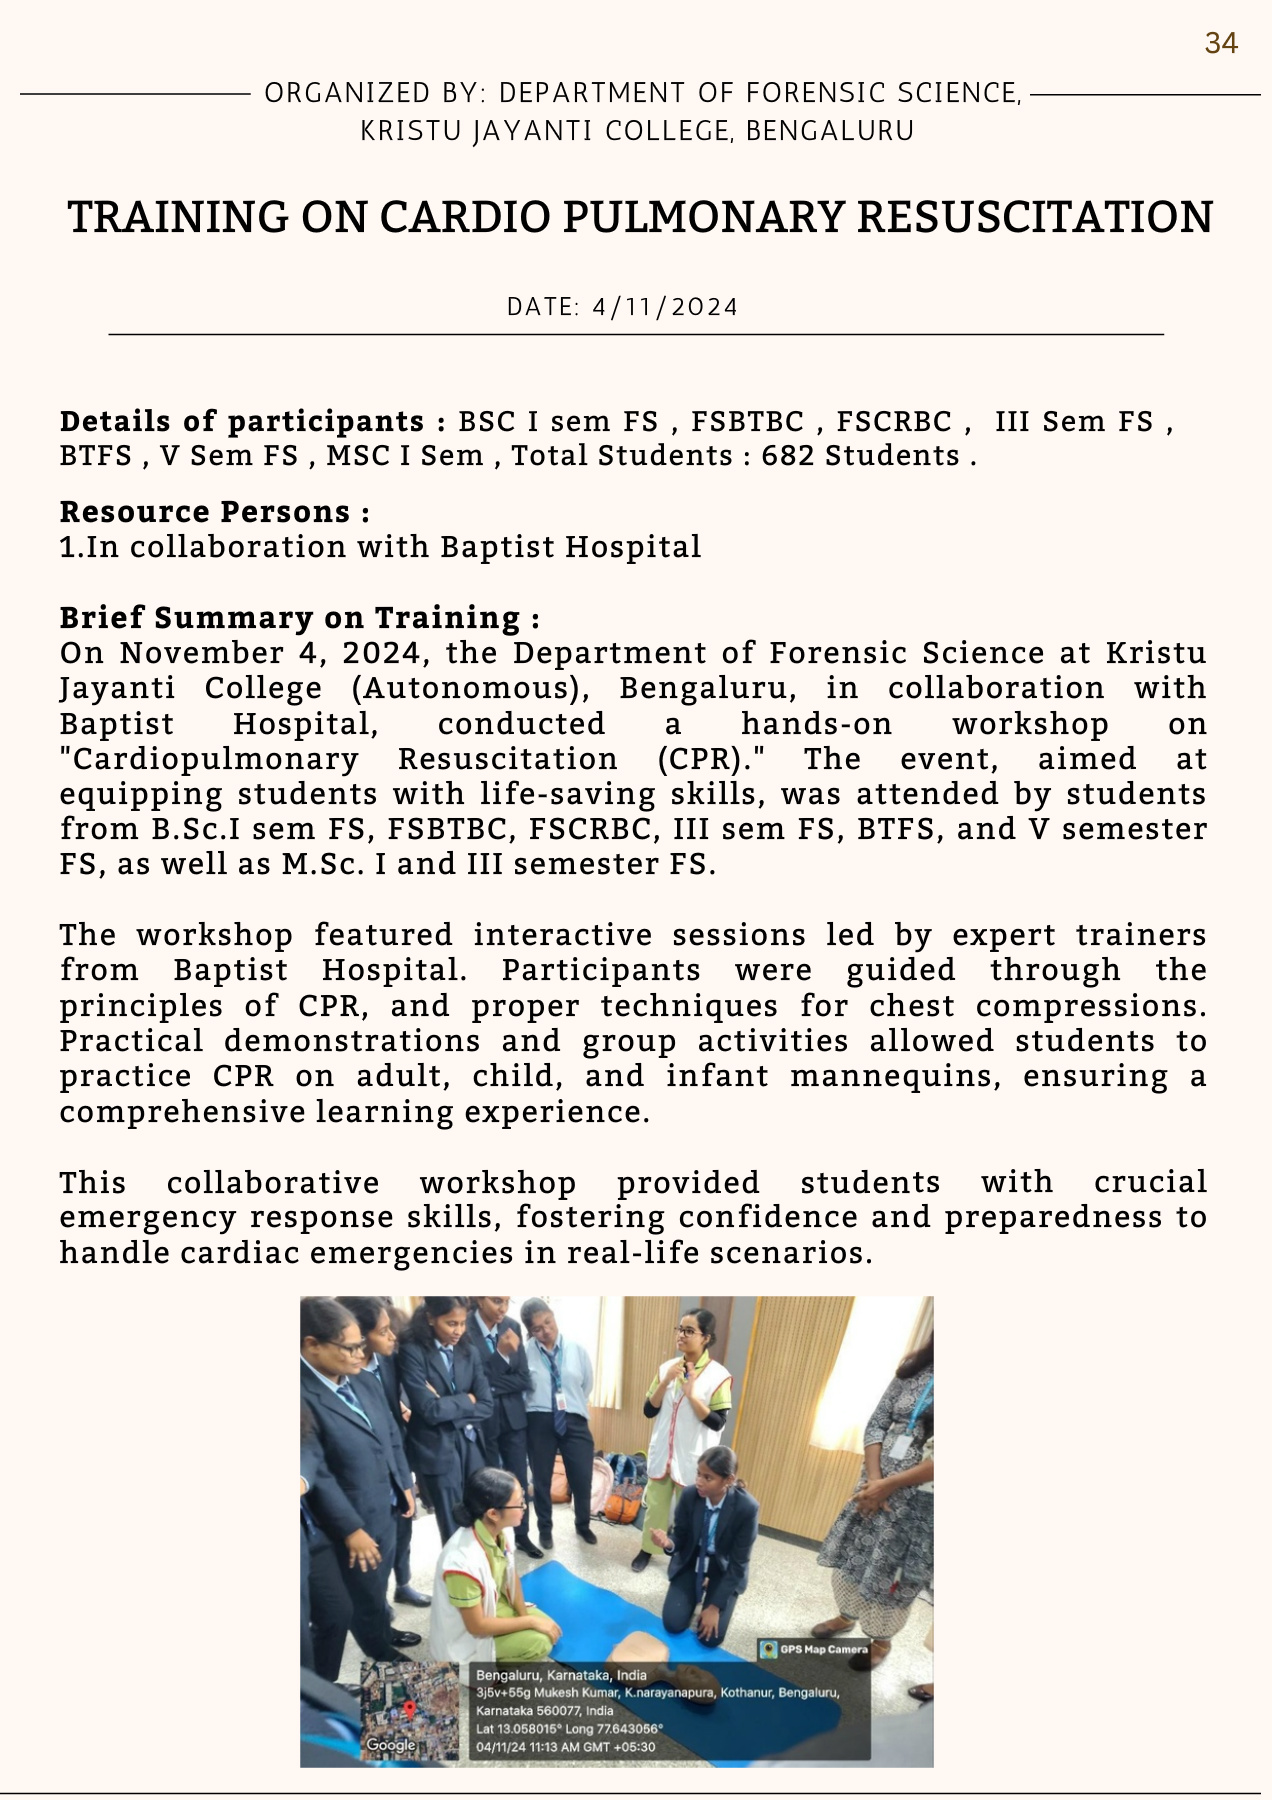 34
ORGANIZED BY: DEPARTMENT OF FORENSIC SCIENCE,
KRISTU JAYANTI COLLEGE, BENGALURU
TRAINING ON CARDIO PULMONARY RESUSCITATION
DATE: 4/11/2024
Details of participants : BSC I sem FS , FSBTBC , FSCRBC , III Sem FS ,
BTFS , V Sem FS , MSC I Sem , Total Students : 682 Students .
Resource Persons :
1.In collaboration with Baptist Hospital
Brief Summary on Training :
On November 4, 2024, the Department of Forensic Science at Kristu
Jayanti College (Autonomous), Bengaluru, in collaboration with
Baptist Hospital, conducted a hands-on workshop on
"Cardiopulmonary Resuscitation (CPR)." The event, aimed at
equipping students with life-saving skills, was attended by students
from B.Sc.I sem FS, FSBTBC, FSCRBC, III sem FS, BTFS, and V semester
FS, as well as M.Sc. I and III semester FS.
The workshop featured interactive sessions led by expert trainers
from Baptist Hospital. Participants were guided through the
principles of CPR, and proper techniques for chest compressions.
Practical demonstrations and group activities allowed students to
practice CPR on adult, child, and infant mannequins, ensuring a
comprehensive learning experience.
This collaborative workshop provided students with crucial
emergency response skills, fostering confidence and preparedness to
handle cardiac emergencies in real-life scenarios.
GPS Map Camera
Bengaluru, Karnataka, India
3j5v+55g Mukesh Kumar, K.narayanapura, Kothanur, Bengaluru,
Karnataka 560077, India
Lat 13.058015° Long 77.643056°
04/11/24 11:13 AM GMT +05:30
Google